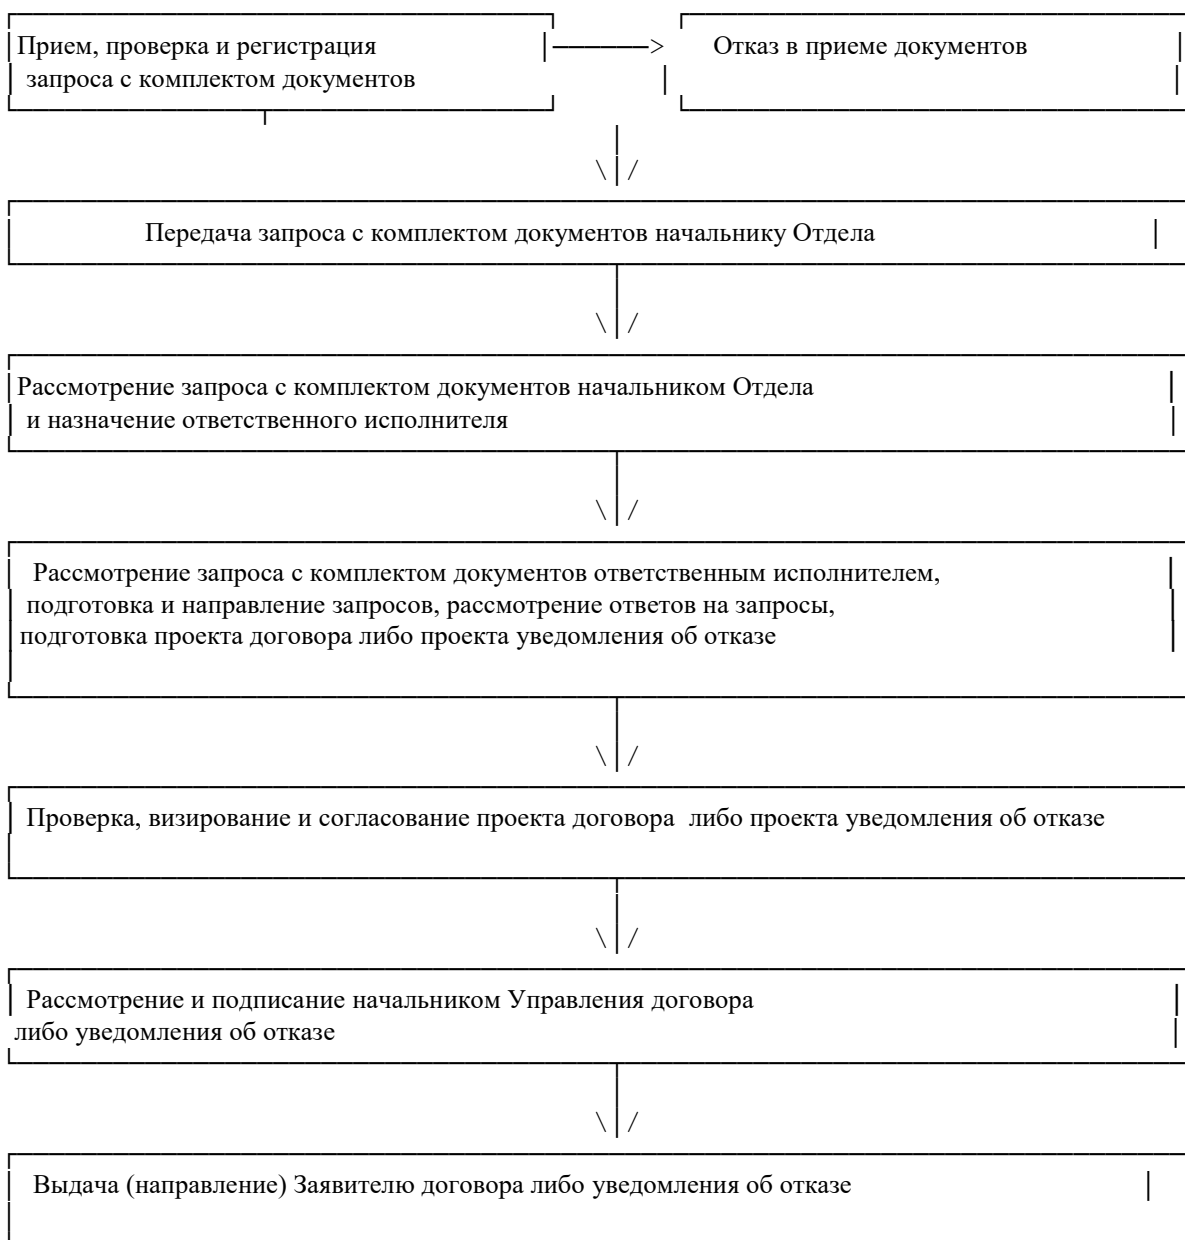 Прием, проверка и регистрация
запроса с комплектом документов
Отказ в приеме документов
Передача запроса с комплектом документов начальнику Отдела
Рассмотрение запроса с комплектом документов начальником Отдела
и назначение ответственного исполнителя
Рассмотрение запроса с комплектом документов ответственным исполнителем,
подготовка и направление запросов, рассмотрение ответов на запросы,
подготовка проекта договора либо проекта уведомления об отказе
Проверка, визирование и согласование проекта договора либо проекта уведомления об отказе
Рассмотрение и подписание начальником Управления договора
либо уведомления об отказе
Выдача (направление) Заявителю договора либо уведомления об отказе